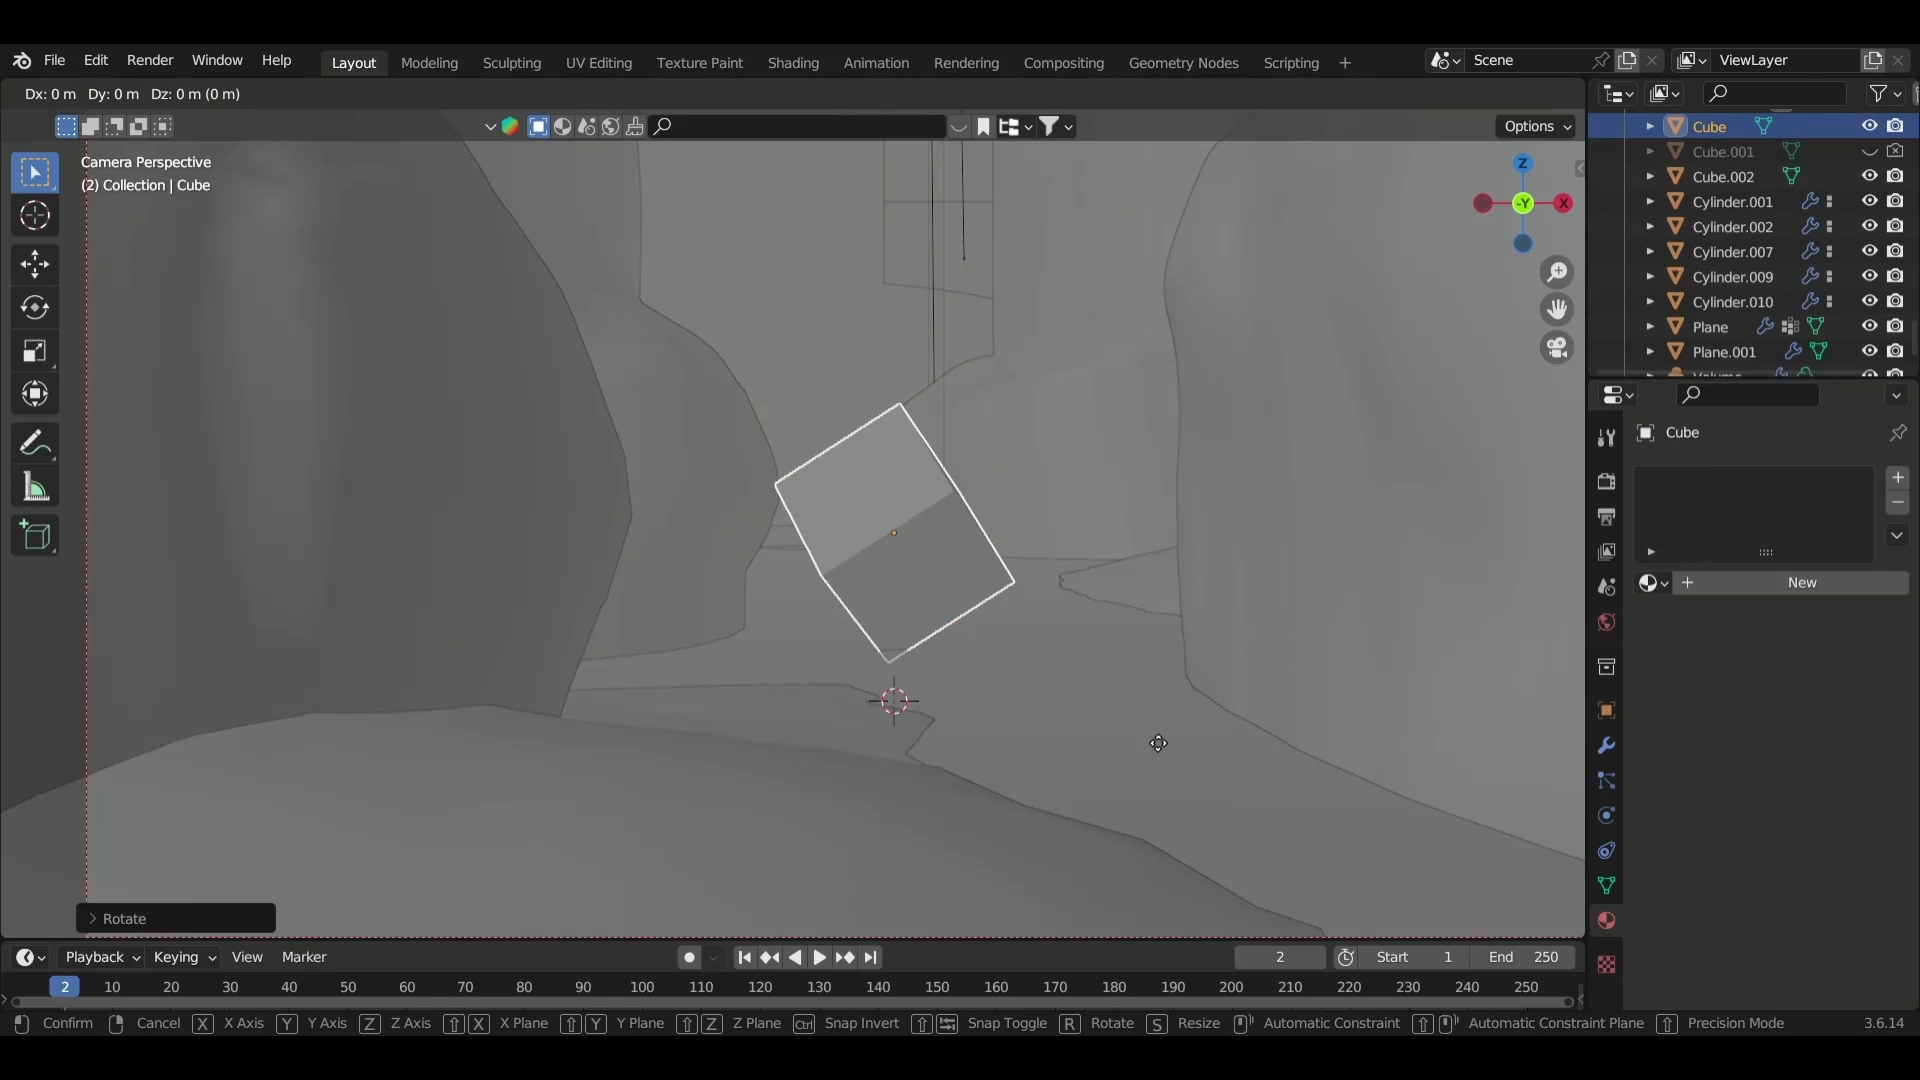 File Edit Render Window Help Layout Modeling Sculpting UV Editing Texture Paint Shading Animation Rendering Compositing Geometry Nodes Scripting + Scene ViewLayer
Dx: 0 m Dy: 0 m Dz: 0 m (0 m)
Options
Camera Perspective
(2) Collection | Cube
Z
-Y
X
Cube
Cube.001
Cube.002
Cylinder.001
Cylinder.002
Cylinder.007
Cylinder.009
Cylinder.010
Plane
Plane.001
Cube
New
Rotate
Playback Keying View Marker 2 Start 1 End 250
2 10 20 30 40 50 60 70 80 90 100 110 120 130 140 150 160 170 180 190 200 210 220 230 240 250
Confirm Cancel X X Axis Y Y Axis Z Z Axis X X Plane Y Y Plane Z Z Plane Ctrl Snap Invert Snap Toggle R Rotate S Resize Automatic Constraint Automatic Constraint Plane Precision Mode 3.6.14